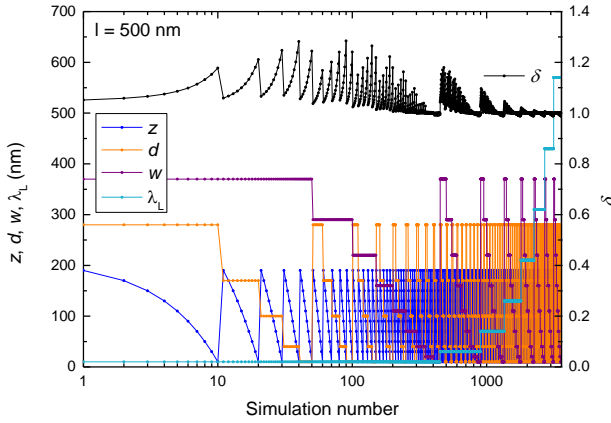 l = 500 nm
z
d
w
λL
δ
z, d, w, λL (nm)
700
600
500
400
300
200
100
0
1.4
1.2
1.0
0.8
0.6
0.4
0.2
0.0
δ
1
10
100
1000
Simulation number